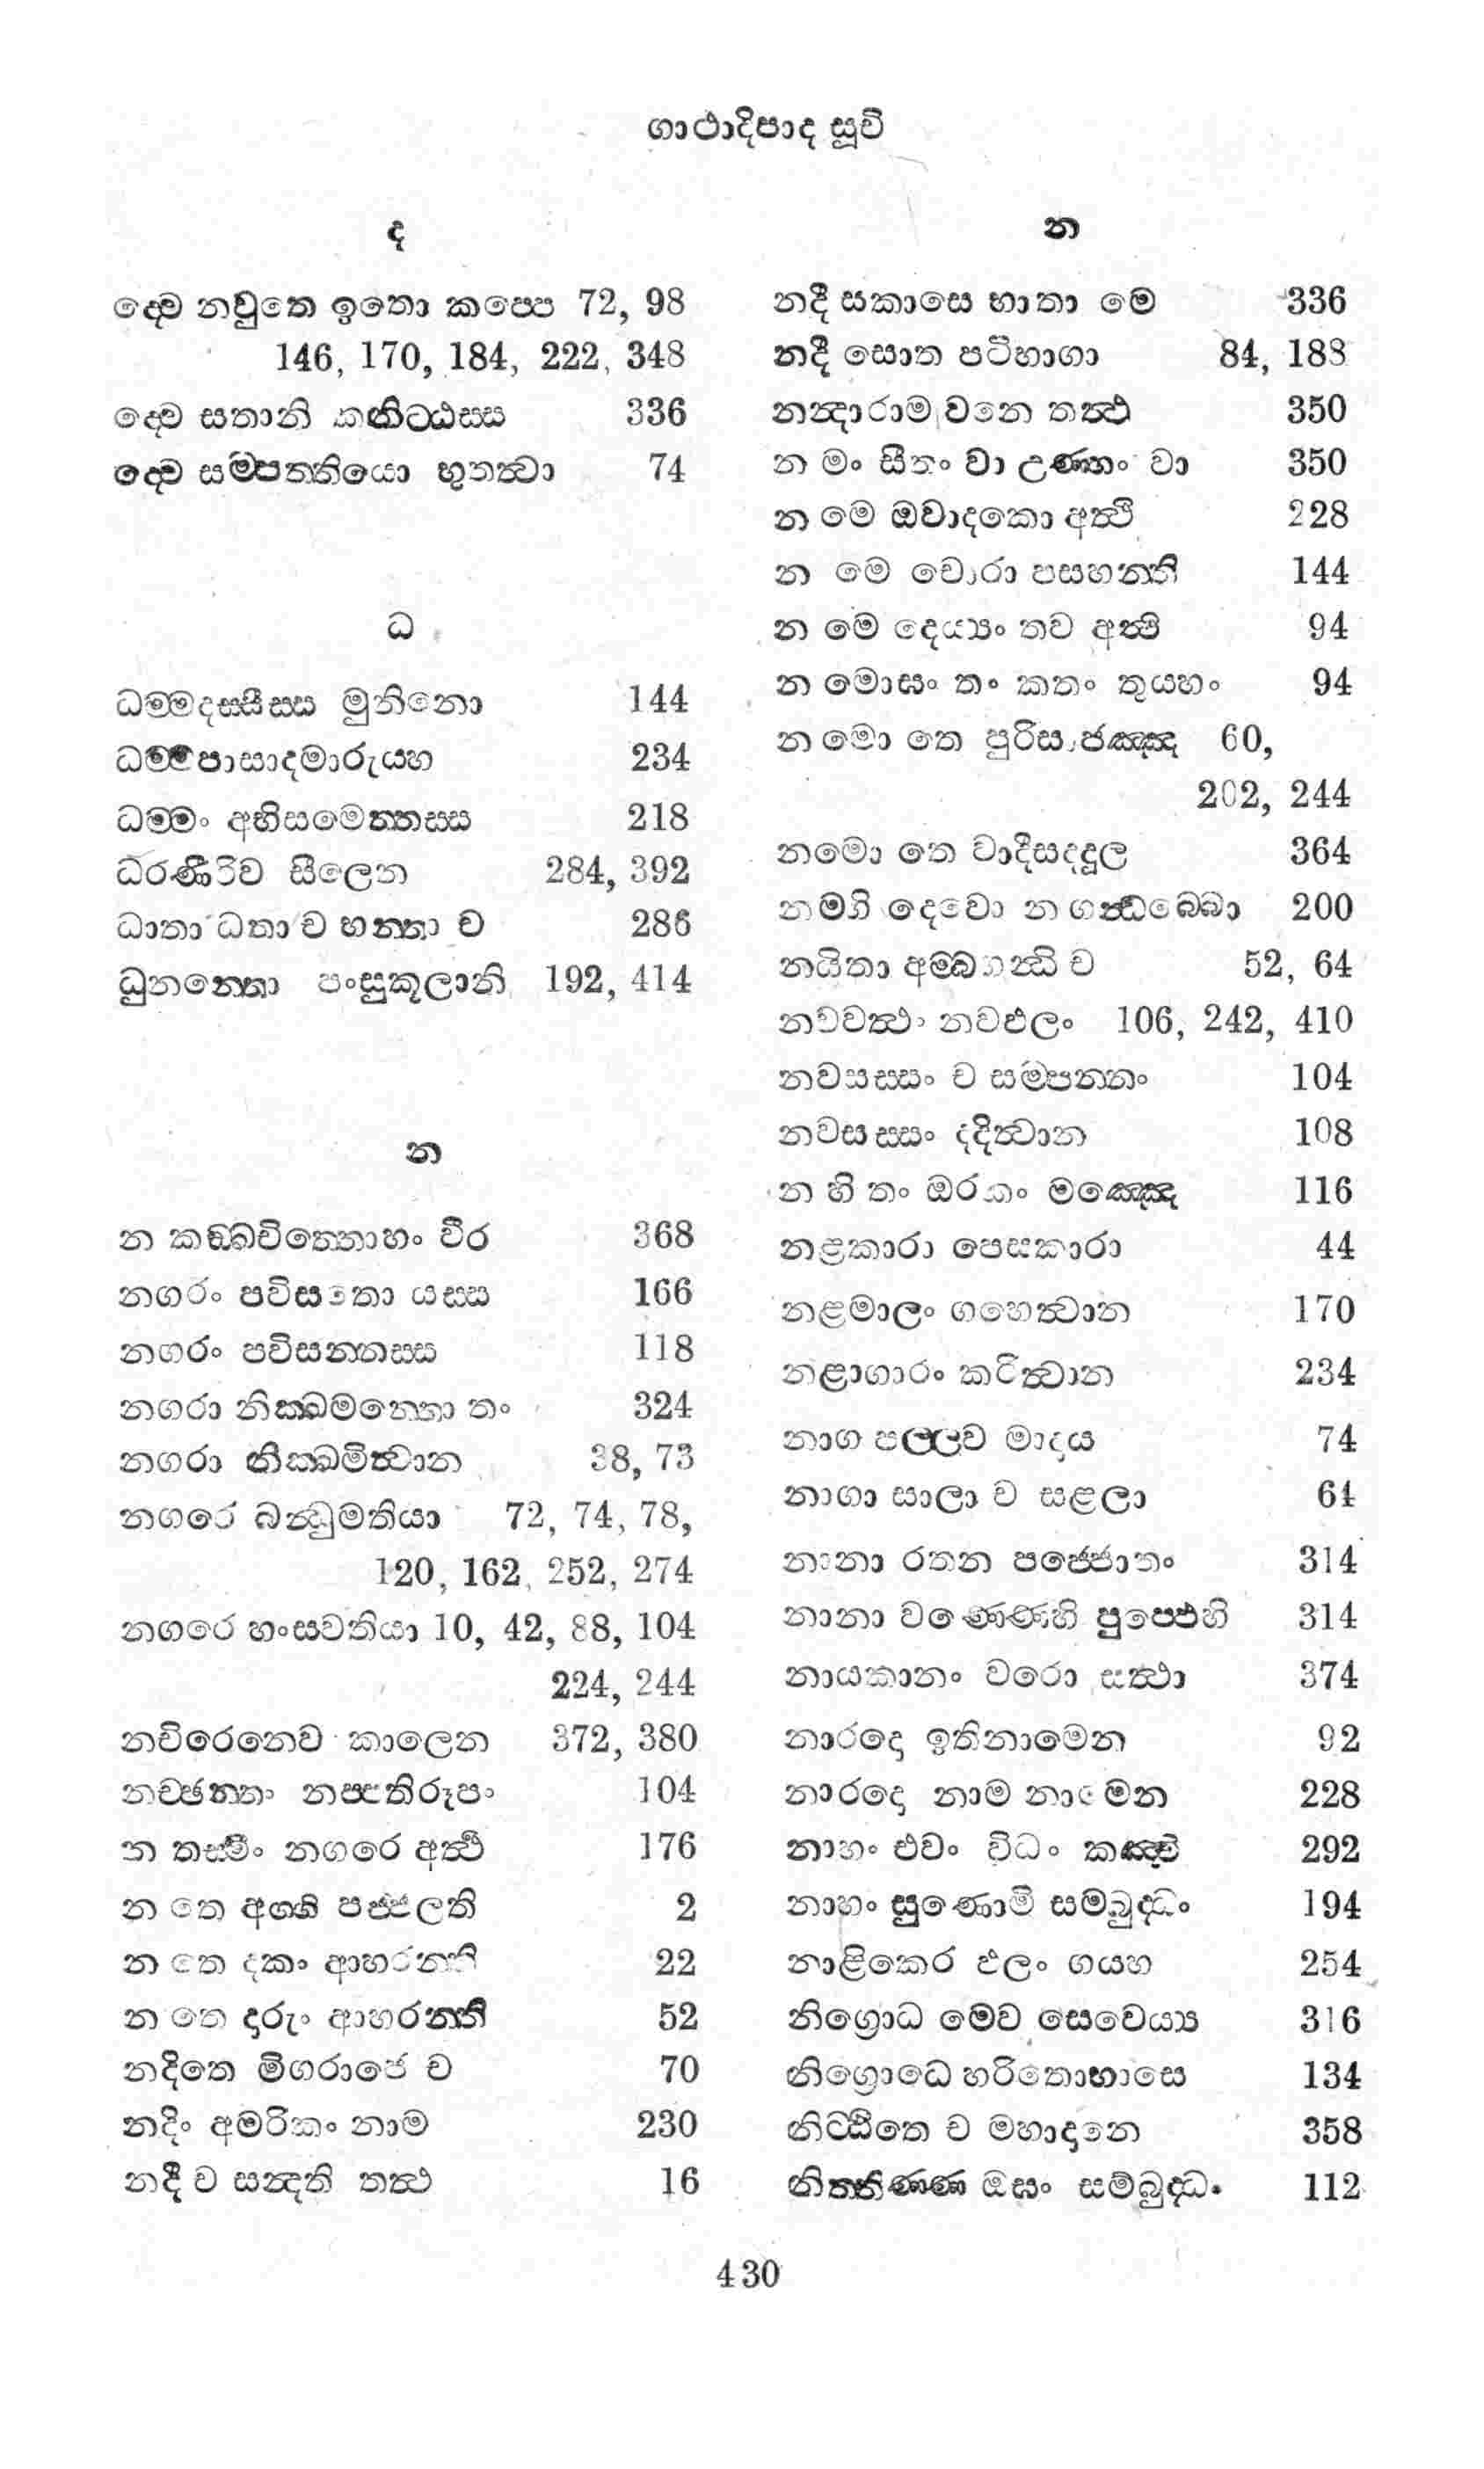 ගාථාදිපාද සූචි
ද
ද්වෙ නවුතෙ ඉතො කප්පෙ 72, 98
146, 170, 184, 222, 348
ද්වෙ සතානි කනිට්ඨස්ස 336
ද්වෙ සම්පත්තියො භුත්වා 74
ධ
ධම්මදස්සීස්ස මුනිනො 144
ධම්මපාසාදමාරුය්හ 234
ධම්මං අභිසමෙන්තස්ස 218
ධරණීරිව සීලෙන 284, 392
ධාතා ධතා ච භන්තා ච 286
ධුනන්තො පංසුකූලානි 192, 414
න
න කඞ්ඛචිත්තොහං වීර 368
නගරං පවිසතො යස්ස 166
නගරං පවිසන්නස්ස 118
නගරා නික්ඛමන්තො තං 324
නගරා නික්ඛමිත්වාන 38, 73
නගරෙ බන්ධුමතියා 72, 74, 78,
120, 162, 252, 274
නගරෙ හංසවතියා 10, 42, 88, 104
224, 244
නචිරෙනෙව කාලෙන 372, 380
නච්ඡන්නං නප්පතිරූපං 104
න තස්මිං නගරෙ අත්ථි 176
න තෙ අග්ගි පජ්ජලති 2
න තෙ දකං ආහරන්ති 22
න තෙ දාරුං ආහරන්ති 52
නදිතෙ මිගරාජෙ ච 70
නදිං අමරිකං නාම 230
නදී ච සන්දති තත්ථ 16
න
නදී සකාසෙ භාතා මෙ 336
නදී සොත පටිභාගා 84, 188
නන්දාරාම වනෙ තත්ථ 350
න මං සීතං වා උණ්හං වා 350
න මෙ ඔවාදකො අත්ථි 228
න මෙ චොරා පසහන්ති 144
න මෙ දෙය්‍යං තව අත්ථි 94
න මොඝං තං කතං තුය්හං 94
න මො තෙ පුරිසාජඤ්ඤ 60,
202, 244
නමො තෙ වාදීසද්දූල 364
නම්හි දෙවො න ගන්ධබ්බො 200
නයිතා අම්බගන්ධි ච 52, 64
නවවත්ථං නවඵලං 106, 242, 410
නවසස්සං ච සම්පන්නං 104
නවසස්සං දදිත්වාන 108
න හි තං ඔරකං මඤ්ඤෙ 116
නළකාරා පෙසකාරා 44
නළමාලං ගහෙත්වාන 170
නළාගාරං කරිත්වාන 234
නාග පල්ලව මාදාය 74
නාගා සාලා ච සළලා 64
නානා රතන පජ්ජොතං 314
නානා වණ්ණෙහි පුප්ඵෙහි 314
නායකානං වරො සත්ථා 374
නාරදො ඉතිනාමෙන 92
නාරදො නාම නාමෙන 228
නාහං එවං විධං කඤ්චි 292
නාහං සුණොමි සම්බුද්ධං 194
නාළිකෙර ඵලං ගය්හ 254
නිග්‍රොධ මෙව සෙවෙය්‍ය 316
නිග්‍රොධෙ හරිතොභාසෙ 134
නිට්ඨිතෙ ච මහාදානෙ 358
නිත්තිණ්ණ ඔඝං සම්බුද්ධං 112
430